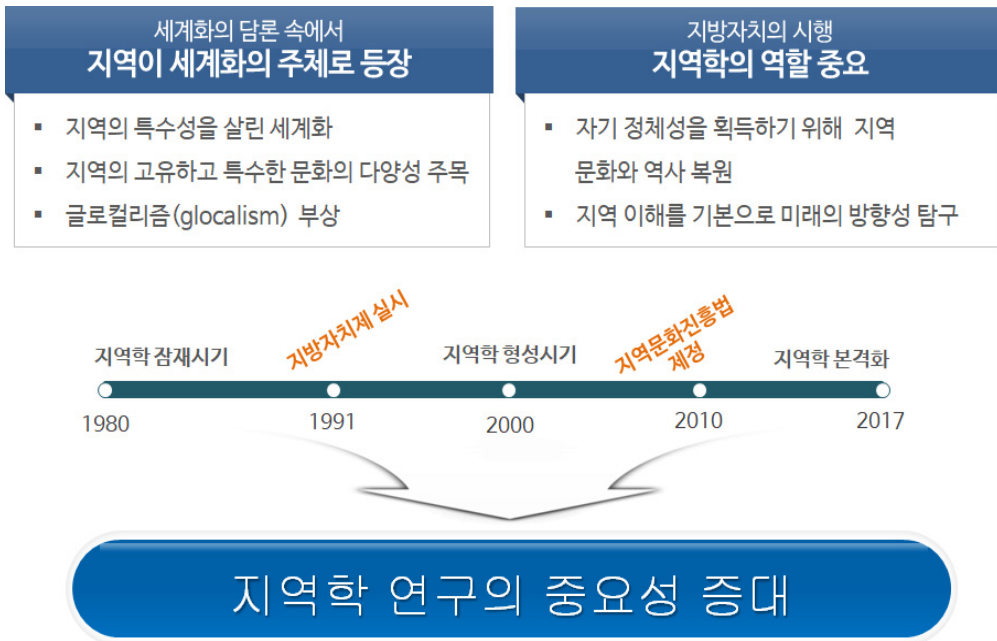 세계화의 담론 속에서
지역이 세계화의 주체로 등장
▪ 지역의 특수성을 살린 세계화
▪ 지역의 고유하고 특수한 문화의 다양성 주목
▪ 글로컬리즘(glocalism) 부상
지방자치의 시행
지역학의 역할 중요
▪ 자기 정체성을 획득하기 위해 지역
문화와 역사 복원
▪ 지역 이해를 기본으로 미래의 방향성 탐구
지역학 잠재시기
지방자치제 실시
지역학 형성시기
지역문화진흥법
제정
지역학 본격화
1980
1991
2000
2010
2017
지역학 연구의 중요성 증대